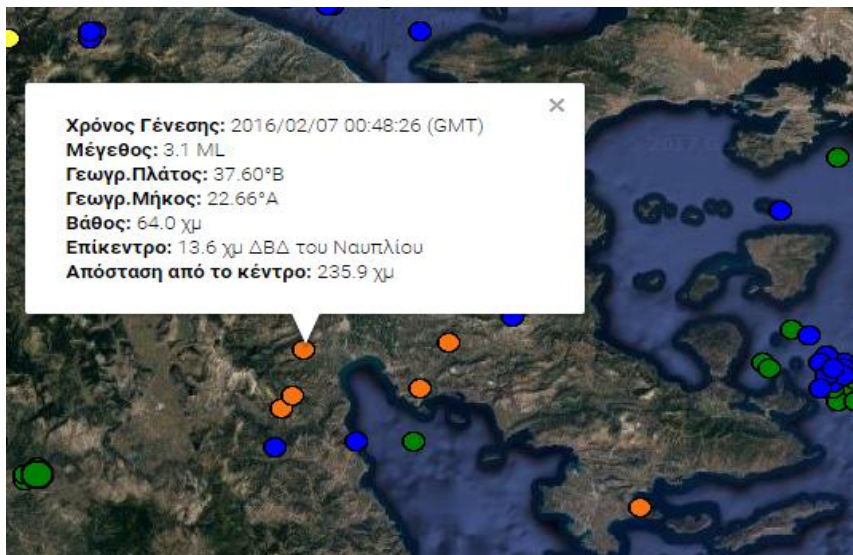 Χρόνος Γένεσης: 2016/02/07 00:48:26 (GMT)
Μέγεθος: 3.1 ML
Γεωγρ.Πλάτος: 37.60°Β
Γεωγρ.Μήκος: 22.66°Α
Βάθος: 64.0 χμ
Επίκεντρο: 13.6 χμ ΔΒΔ του Ναυπλίου
Απόσταση από το κέντρο: 235.9 χμ